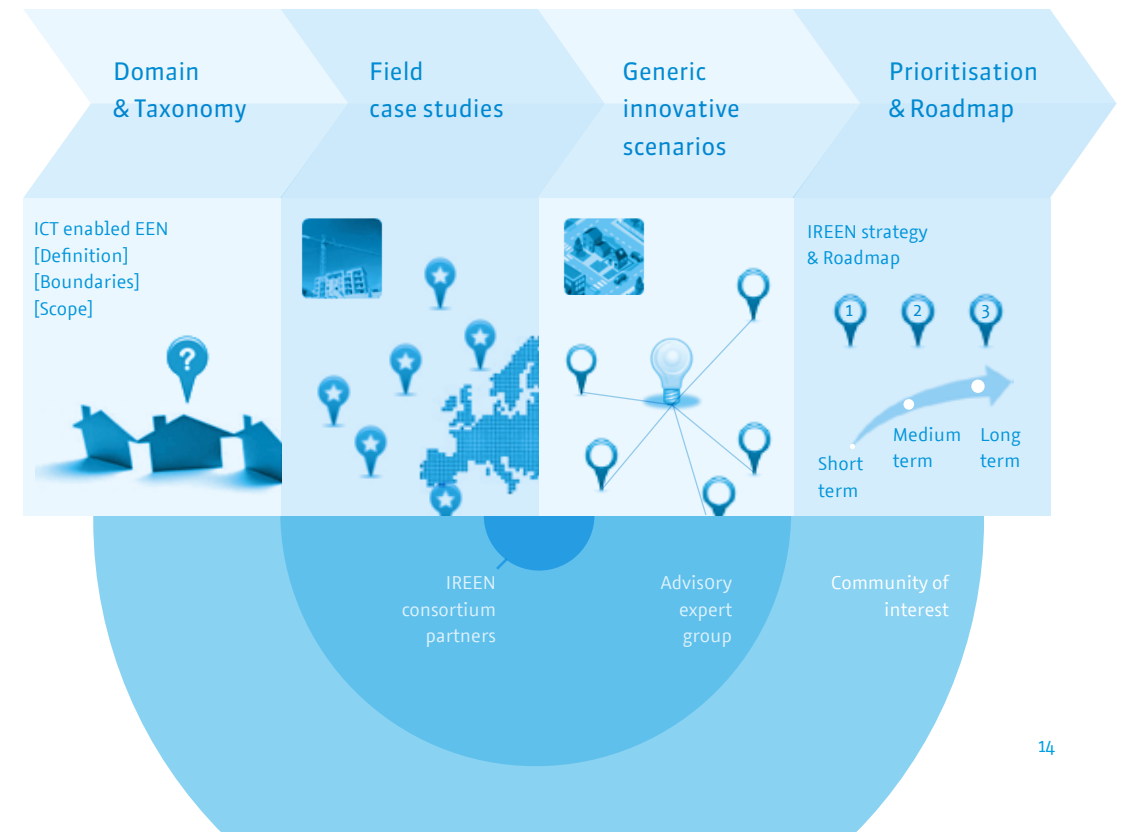 Domain
& Taxonomy
Field
case studies
Generic
innovative
scenarios
Prioritisation
& Roadmap
ICT enabled EEN
[Definition]
[Boundaries]
[Scope]
?
IREEN strategy
& Roadmap
1 2 3
Short
term
Medium
term
Long
term
IREEN
consortium
partners
Advisory
expert
group
Community of
interest
14